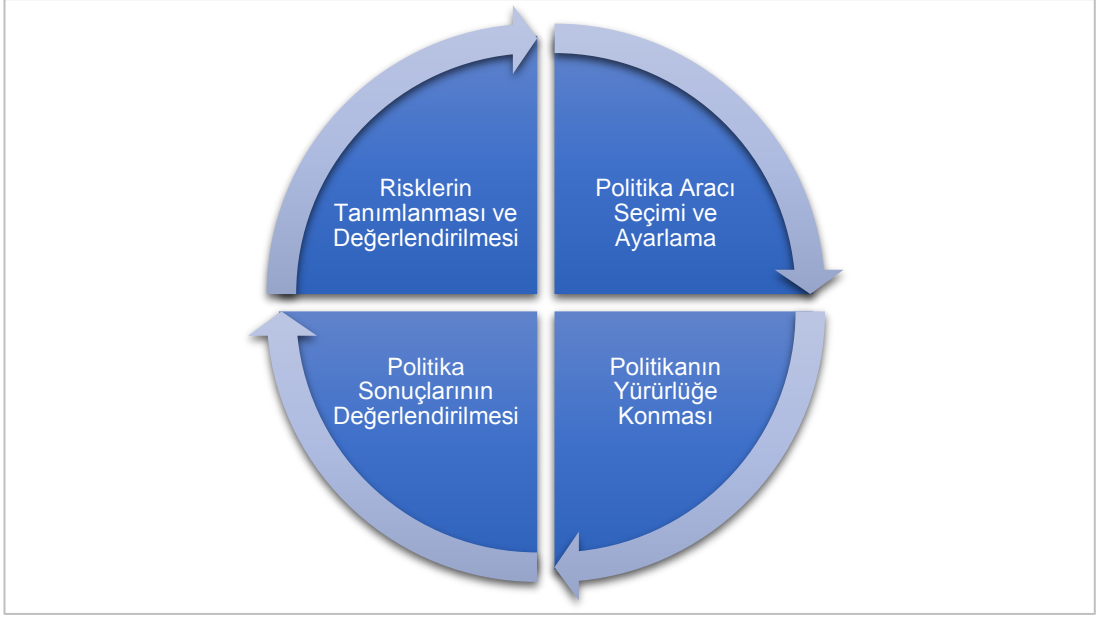 Risklerin
Tanımlanması ve
Değerlendirilmesi
Politika Aracı
Seçimi ve
Ayarlama
Politika
Sonuçlarının
Değerlendirilmesi
Politikanın
Yürürlüğe
Konması